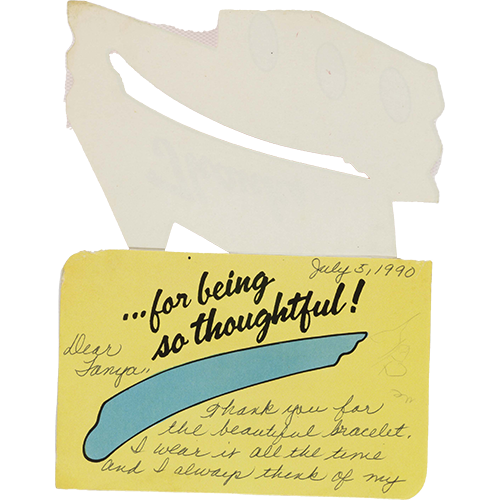 July 5, 1990
...for being
so thoughtful!
Dear
Tanya,
Thank you for
the beautiful bracelet.
I wear it all the time
and I always think of my